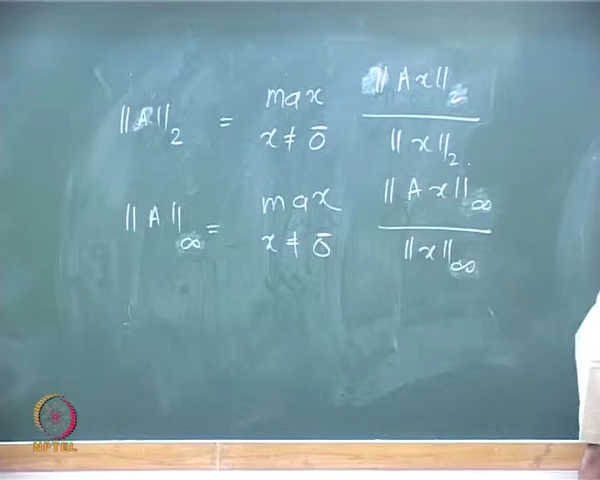 ||A||₂ = max x ≠ 0̄ ||Ax||₂ / ||x||₂.
||A||∞ = max x ≠ 0̄ ||Ax||∞ / ||x||∞
NPTEL